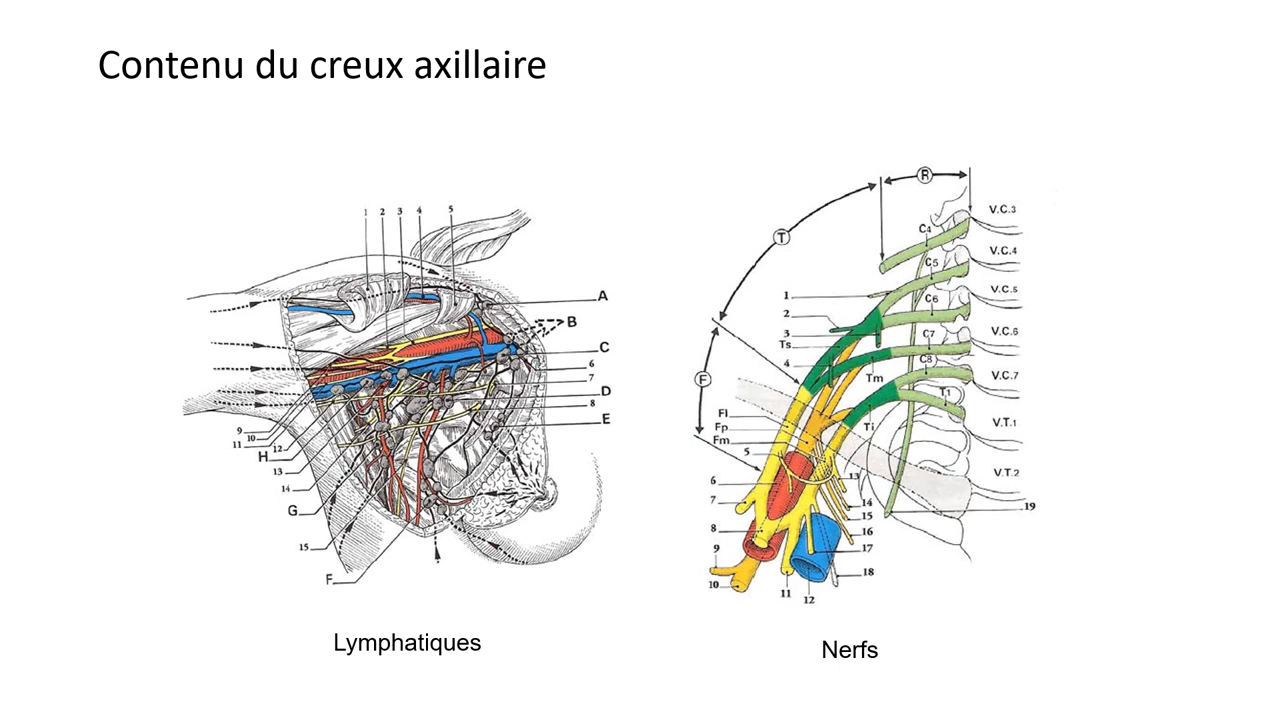 Contenu du creux axillaire
1 2 3 4 5
A
B
C
6
7
D
8
E
9
10
11
12
H
13
14
G
15
F
Lymphatiques
R
T
F
V.C.3
C4
V.C.4
C5
V.C.5
C6
V.C.6
C7
V.C.7
C8
T1
V.T.1
V.T.2
1
2
3
Ts
4
Tm
Ti
Fl
Fp
Fm
5
6
7
8
9
10
11
12
13
14
15
16
17
18
19
Nerfs